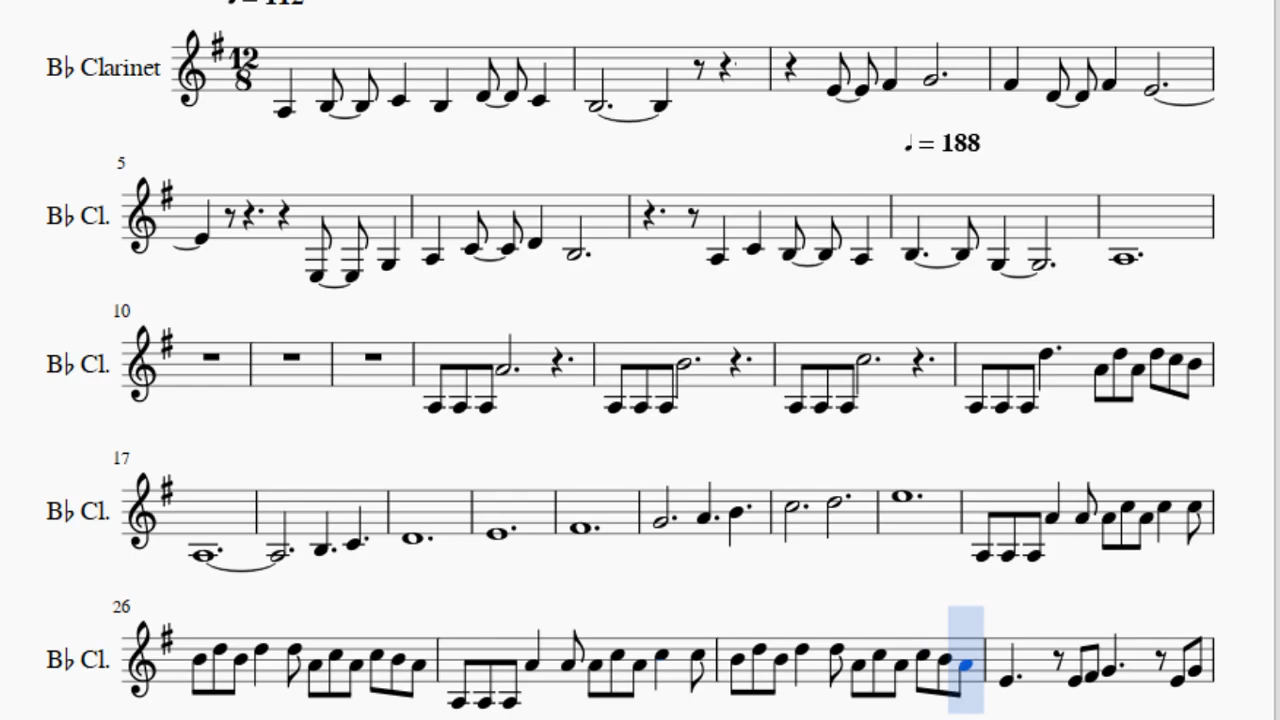 ♩ = 112
B♭ Clarinet
12
8
♩ = 188
5
B♭ Cl.
10
B♭ Cl.
17
B♭ Cl.
26
B♭ Cl.